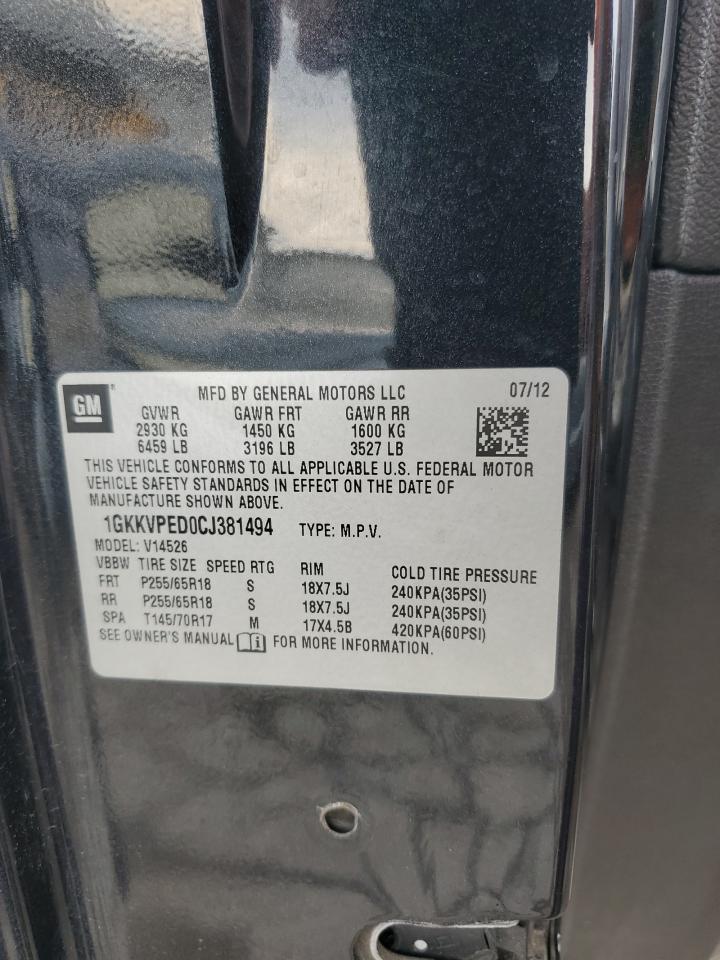 GM
MFD BY GENERAL MOTORS LLC 07/12
GVWR GAWR FRT GAWR RR
2930 KG 1450 KG 1600 KG
6459 LB 3196 LB 3527 LB
THIS VEHICLE CONFORMS TO ALL APPLICABLE U.S. FEDERAL MOTOR
VEHICLE SAFETY STANDARDS IN EFFECT ON THE DATE OF
MANUFACTURE SHOWN ABOVE.
1GKKVPED0CJ381494 TYPE: M.P.V.
MODEL: V14526
VBBW TIRE SIZE SPEED RTG RIM COLD TIRE PRESSURE
FRT P255/65R18 S 18X7.5J 240KPA(35PSI)
RR P255/65R18 S 18X7.5J 240KPA(35PSI)
SPA T145/70R17 M 17X4.5B 420KPA(60PSI)
SEE OWNER'S MANUAL i FOR MORE INFORMATION.